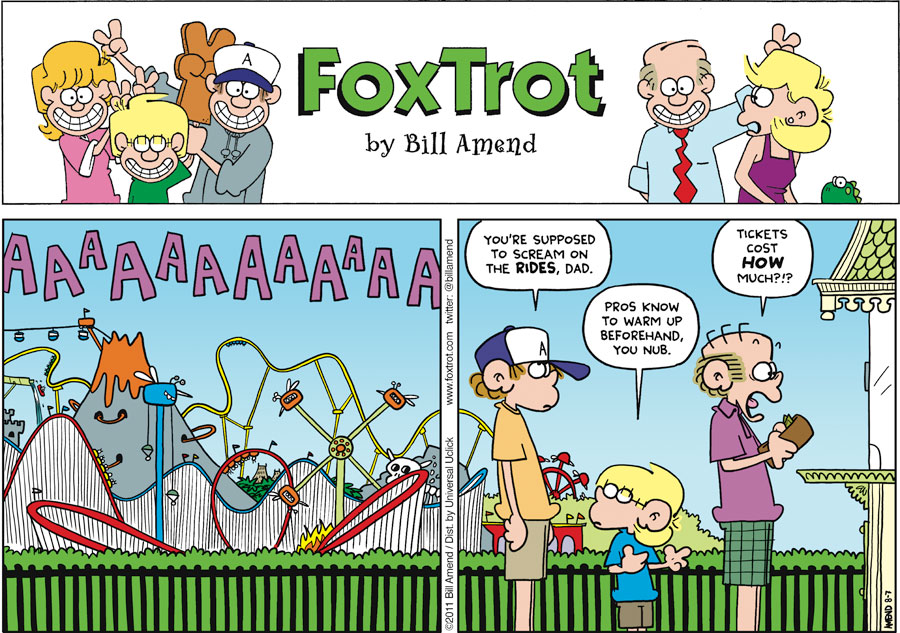 A
FoxTrot
by Bill Amend
AAAAAAAAAAAA
www.foxtrot.com twitter: @billamend
©2011 Bill Amend / Dist. by Universal Uclick
YOU'RE SUPPOSED
TO SCREAM ON
THE RIDES, DAD.
PROS KNOW
TO WARM UP
BEFOREHAND,
YOU NUB.
TICKETS
COST
HOW
MUCH?!?
A
AMEND 8-7